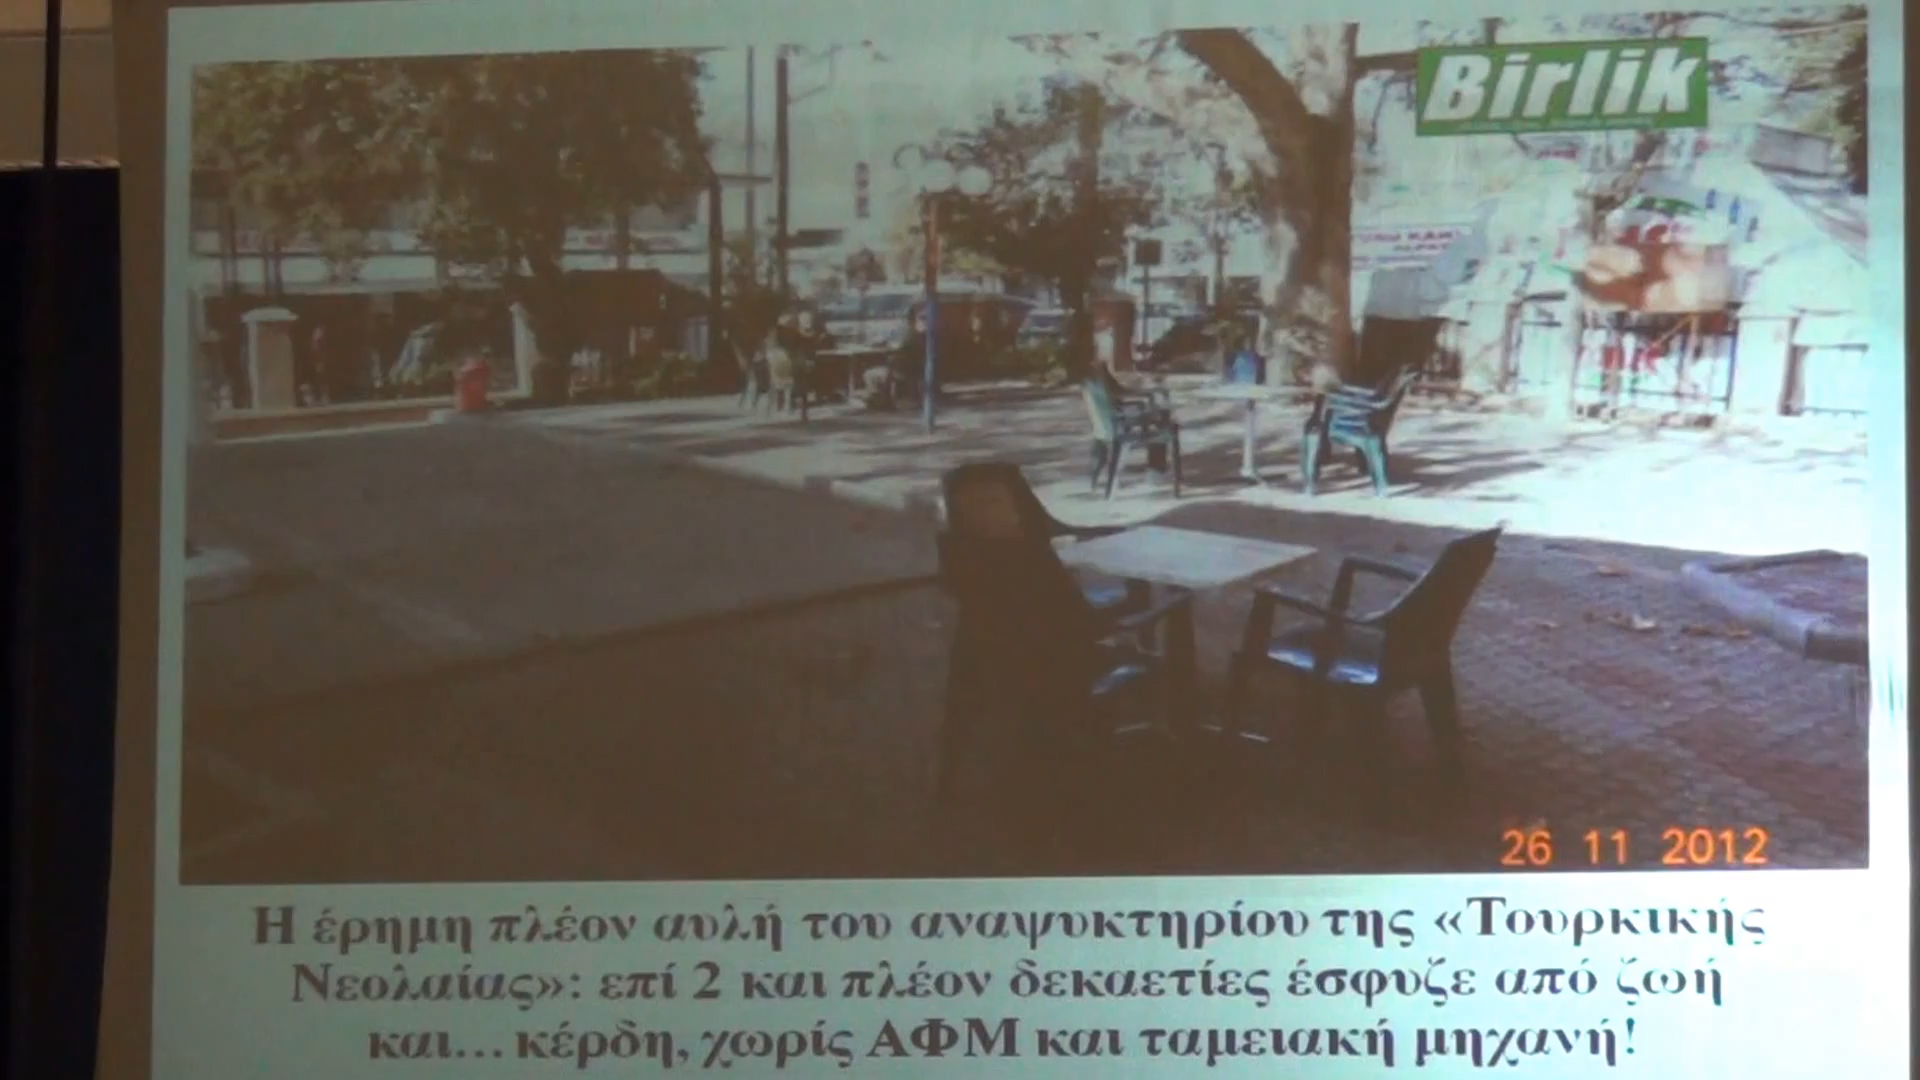 Birlik
26 11 2012
Η έρημη πλέον αυλή του αναψυκτηρίου της «Τουρκικής
Νεολαίας»: επί 2 και πλέον δεκαετίες έσφυζε από ζωή
και... κέρδη, χωρίς ΑΦΜ και ταμειακή μηχανή!